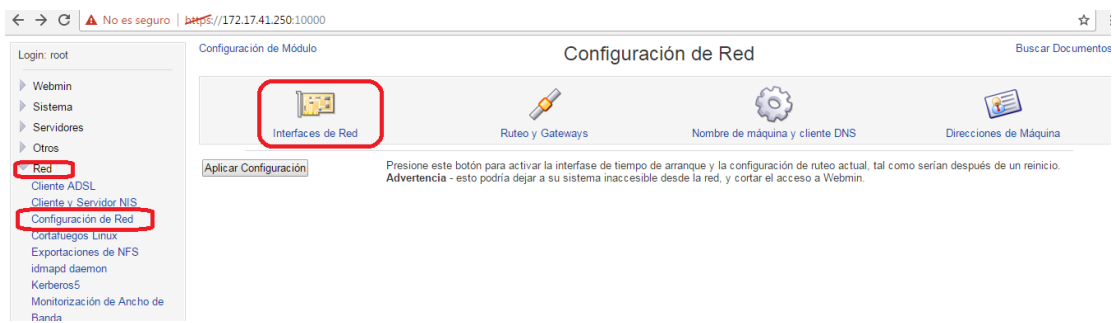 No es seguro | https://172.17.41.250:10000
Login: root
Webmin
Sistema
Servidores
Otros
Red
Cliente ADSL
Cliente y Servidor NIS
Configuración de Red
Cortafuegos Linux
Exportaciones de NFS
idmapd daemon
Kerberos5
Monitorización de Ancho de
Banda
Configuración de Módulo
Configuración de Red
Buscar Documentos
Interfaces de Red
Ruteo y Gateways
Nombre de máquina y cliente DNS
Direcciones de Máquina
Aplicar Configuración
Presione este botón para activar la interfase de tiempo de arranque y la configuración de ruteo actual, tal como serían después de un reinicio.
Advertencia - esto podría dejar a su sistema inaccesible desde la red, y cortar el acceso a Webmin.